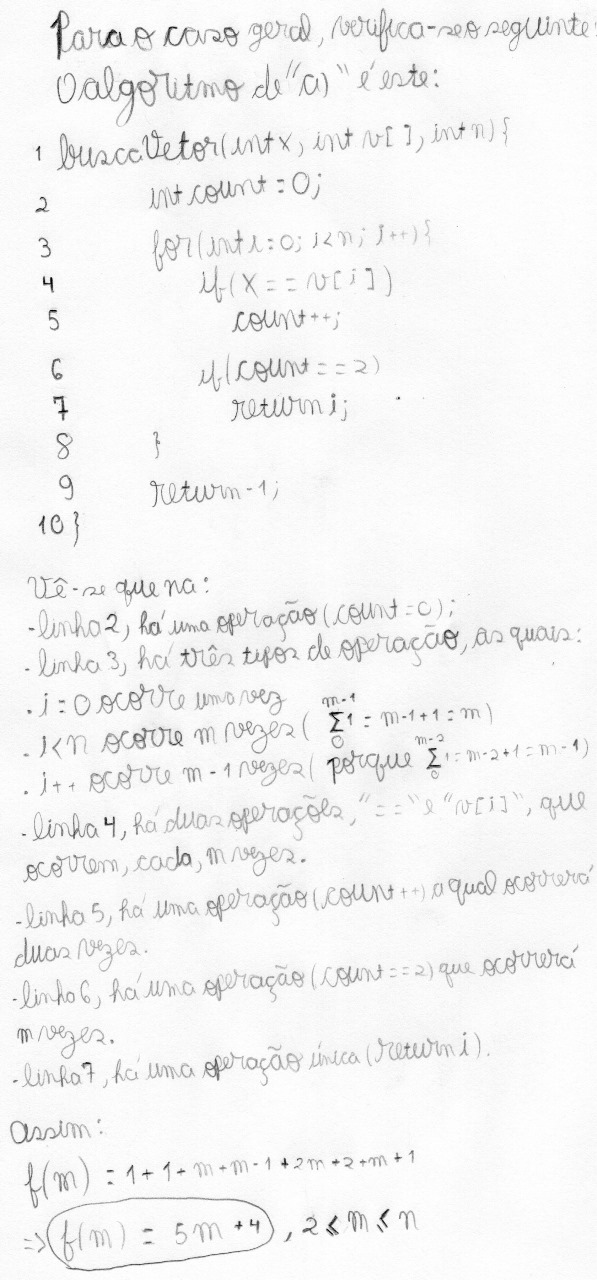 Para o caso geral, verifica-se o seguinte:
O algoritmo de "a)" é este:
1 buscaVetor(int x, int v[ ], int n){
2 int count = 0;
3 for(int i=0; i<n; i++){
4 if(x == v[i])
5 count++;
6 if(count == 2)
7 return i;
8 }
9 return -1;
10 }
Vê-se que na:
-linha 2, há uma operação (count=0);
-linha 3, há três tipos de operação, as quais:
. i=0 ocorre uma vez
. i<n ocorre m vezes ( m-1 Σ 0 1 = m-1+1 = m)
. i++ ocorre m-1 vezes ( porque m-2 Σ 0 1 = m-2+1 = m-1)
-linha 4, há duas operações, "==" e "v[i]", que
ocorrem, cada, m vezes.
-linha 5, há uma operação (count++) a qual ocorrerá
duas vezes.
-linha 6, há uma operação (count==2) que ocorrerá
m vezes.
-linha 7, há uma operação única (return i).
Assim:
f(m) = 1+1+m+m-1+2m+2+m+1
=> f(m) = 5m+4 , 2 ⩽ m ⩽ n